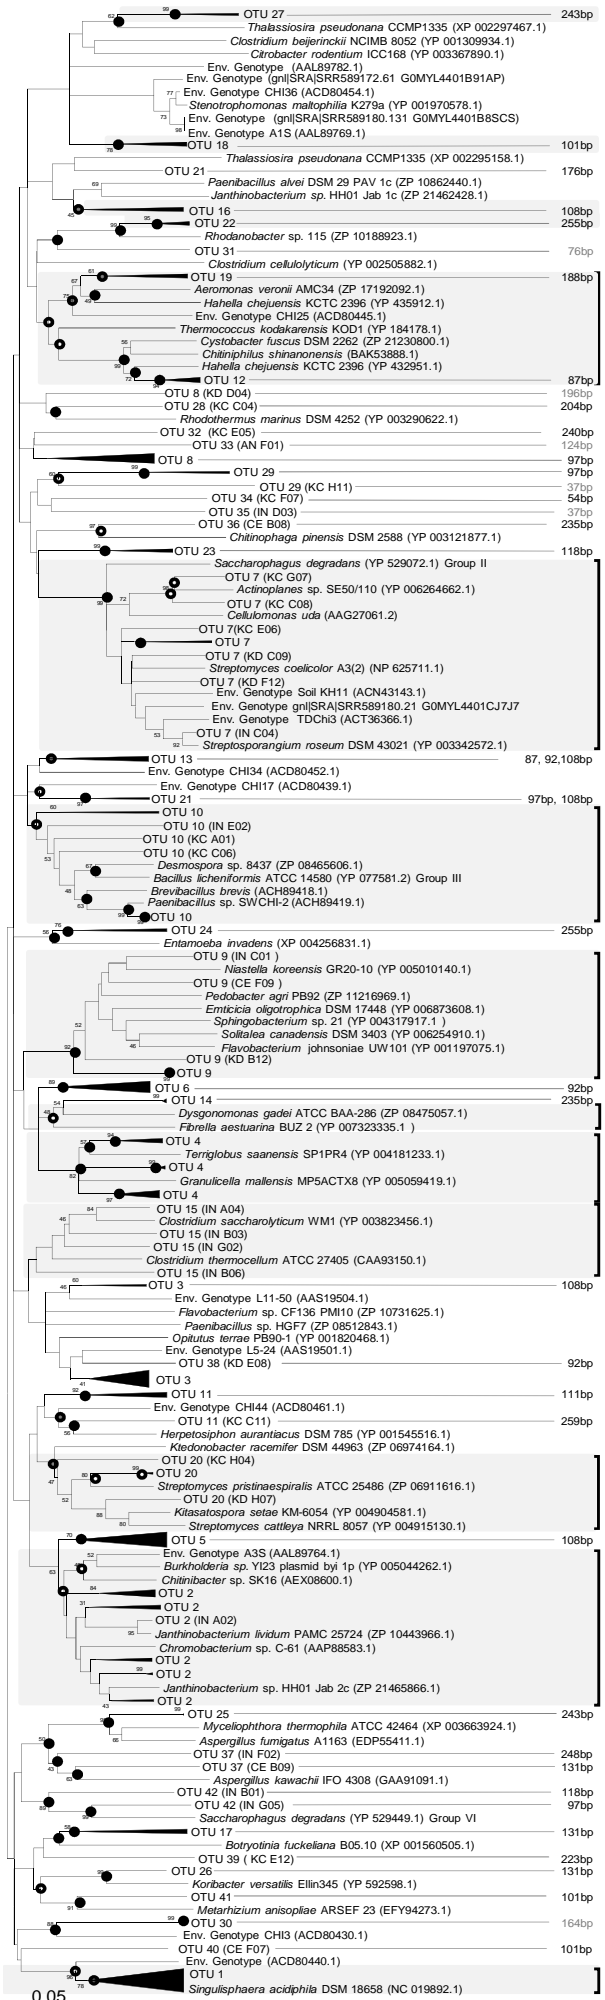 OTU 27 243bp
Thalassiosira pseudonana CCMP1335 (XP 002297467.1)
Clostridium beijerinckii NCIMB 8052 (YP 001309934.1)
Citrobacter rodentium ICC168 (YP 003367890.1)
Env. Genotype (AAL89782.1)
Env. Genotype (gnl|SRA|SRR589172.61 G0MYL4401B91AP)
Env. Genotype CHI36 (ACD80454.1)
Stenotrophomonas maltophilia K279a (YP 001970578.1)
Env. Genotype (gnl|SRA|SRR589180.131 G0MYL4401B8SCS)
Env. Genotype A1S (AAL89769.1)
OTU 18 101bp
Thalassiosira pseudonana CCMP1335 (XP 002295158.1)
OTU 21 176bp
Paenibacillus alvei DSM 29 PAV 1c (ZP 10862440.1)
Janthinobacterium sp. HH01 Jab 1c (ZP 21462428.1)
OTU 16 108bp
OTU 22 255bp
Rhodanobacter sp. 115 (ZP 10188923.1)
OTU 31 76bp
Clostridium cellulolyticum (YP 002505882.1)
OTU 19 188bp
Aeromonas veronii AMC34 (ZP 17192092.1)
Hahella chejuensis KCTC 2396 (YP 435912.1)
Env. Genotype CHI25 (ACD80445.1)
Thermococcus kodakarensis KOD1 (YP 184178.1)
Cystobacter fuscus DSM 2262 (ZP 21230800.1)
Chitiniphilus shinanonensis (BAK53888.1)
Hahella chejuensis KCTC 2396 (YP 432951.1)
OTU 12 87bp
OTU 8 (KD D04) 196bp
OTU 28 (KC C04) 204bp
Rhodothermus marinus DSM 4252 (YP 003290622.1)
OTU 32 (KC E05) 240bp
OTU 33 (AN F01) 124bp
OTU 8 97bp
OTU 29 97bp
OTU 29 (KC H11) 37bp
OTU 34 (KC F07) 54bp
OTU 35 (IN D03) 37bp
OTU 36 (CE B08) 235bp
Chitinophaga pinensis DSM 2588 (YP 003121877.1)
OTU 23 118bp
Saccharophagus degradans (YP 529072.1) Group II
OTU 7 (KC G07)
Actinoplanes sp. SE50/110 (YP 006264662.1)
OTU 7 (KC C08)
Cellulomonas uda (AAG27061.2)
OTU 7(KC E06)
OTU 7
OTU 7 (KD C09)
Streptomyces coelicolor A3(2) (NP 625711.1)
OTU 7 (KD F12)
Env. Genotype Soil KH11 (ACN43143.1)
Env. Genotype gnl|SRA|SRR589180.21 G0MYL4401CJ7J7
Env. Genotype TDChi3 (ACT36366.1)
OTU 7 (IN C04)
Streptosporangium roseum DSM 43021 (YP 003342572.1)
OTU 13 87, 92,108bp
Env. Genotype CHI34 (ACD80452.1)
Env. Genotype CHI17 (ACD80439.1)
OTU 21 97bp, 108bp
OTU 10
OTU 10 (IN E02)
OTU 10 (KC A01)
OTU 10 (KC C06)
Desmospora sp. 8437 (ZP 08465606.1)
Bacillus licheniformis ATCC 14580 (YP 077581.2) Group III
Brevibacillus brevis (ACH89418.1)
Paenibacillus sp. SWCHI-2 (ACH89419.1)
OTU 10
OTU 24 255bp
Entamoeba invadens (XP 004256831.1)
OTU 9 (IN C01 )
Niastella koreensis GR20-10 (YP 005010140.1)
OTU 9 (CE F09 )
Pedobacter agri PB92 (ZP 11216969.1)
Emticicia oligotrophica DSM 17448 (YP 006873608.1)
Sphingobacterium sp. 21 (YP 004317917.1 )
Solitalea canadensis DSM 3403 (YP 006254910.1)
Flavobacterium johnsoniae UW101 (YP 001197075.1)
OTU 9 (KD B12)
OTU 9
OTU 6 92bp
OTU 14 235bp
Dysgonomonas gadei ATCC BAA-286 (ZP 08475057.1)
Fibrella aestuarina BUZ 2 (YP 007323335.1 )
OTU 4
Terriglobus saanensis SP1PR4 (YP 004181233.1)
OTU 4
Granulicella mallensis MP5ACTX8 (YP 005059419.1)
OTU 4
OTU 15 (IN A04)
Clostridium saccharolyticum WM1 (YP 003823456.1)
OTU 15 (IN B03)
OTU 15 (IN G02)
Clostridium thermocellum ATCC 27405 (CAA93150.1)
OTU 15 (IN B06)
OTU 3 108bp
Env. Genotype L11-50 (AAS19504.1)
Flavobacterium sp. CF136 PMI10 (ZP 10731625.1)
Paenibacillus sp. HGF7 (ZP 08512843.1)
Opitutus terrae PB90-1 (YP 001820468.1)
Env. Genotype L5-24 (AAS19501.1)
OTU 38 (KD E08) 92bp
OTU 3
OTU 11 111bp
Env. Genotype CHI44 (ACD80461.1)
OTU 11 (KC C11) 259bp
Herpetosiphon aurantiacus DSM 785 (YP 001545516.1)
Ktedonobacter racemifer DSM 44963 (ZP 06974164.1)
OTU 20 (KC H04)
OTU 20
Streptomyces pristinaespiralis ATCC 25486 (ZP 06911616.1)
OTU 20 (KD H07)
Kitasatospora setae KM-6054 (YP 004904581.1)
Streptomyces cattleya NRRL 8057 (YP 004915130.1)
OTU 5 108bp
Env. Genotype A3S (AAL89764.1)
Burkholderia sp. YI23 plasmid byi 1p (YP 005044262.1)
Chitinibacter sp. SK16 (AEX08600.1)
OTU 2
OTU 2
OTU 2 (IN A02)
Janthinobacterium lividum PAMC 25724 (ZP 10443966.1)
Chromobacterium sp. C-61 (AAP88583.1)
OTU 2
OTU 2
Janthinobacterium sp. HH01 Jab 2c (ZP 21465866.1)
OTU 2
OTU 25 243bp
Myceliophthora thermophila ATCC 42464 (XP 003663924.1)
Aspergillus fumigatus A1163 (EDP55411.1)
OTU 37 (IN F02) 248bp
OTU 37 (CE B09) 131bp
Aspergillus kawachii IFO 4308 (GAA91091.1)
OTU 42 (IN B01) 118bp
OTU 42 (IN G05) 97bp
Saccharophagus degradans (YP 529449.1) Group VI
OTU 17 131bp
Botryotinia fuckeliana B05.10 (XP 001560505.1)
OTU 39 ( KC E12) 223bp
OTU 26 131bp
Koribacter versatilis Ellin345 (YP 592598.1)
OTU 41 101bp
Metarhizium anisopliae ARSEF 23 (EFY94273.1)
OTU 30 164bp
Env. Genotype CHI3 (ACD80430.1)
OTU 40 (CE F07) 101bp
Env. Genotype (ACD80440.1)
OTU 1
Singulisphaera acidiphila DSM 18658 (NC 019892.1)
0.05